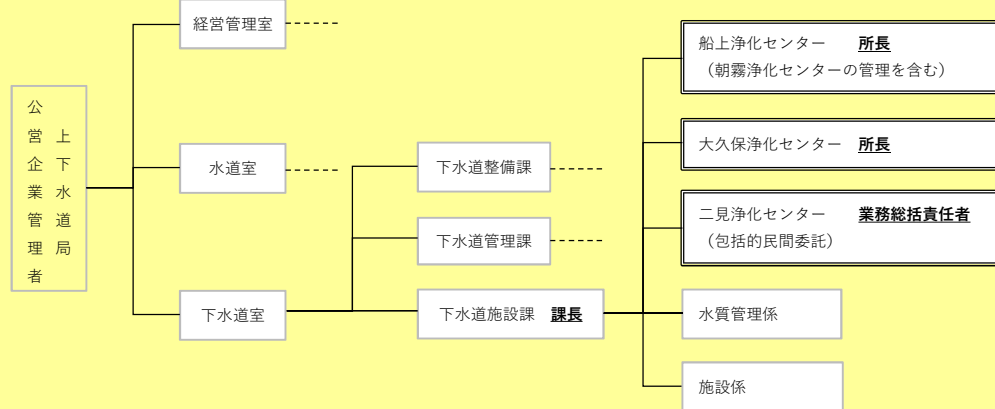 公営企業管理者
上下水道局
経営管理室
水道室
下水道室
下水道整備課
下水道管理課
下水道施設課 課長
船上浄化センター 所長
（朝霧浄化センターの管理を含む）
大久保浄化センター 所長
二見浄化センター 業務総括責任者
（包括的民間委託）
水質管理係
施設係